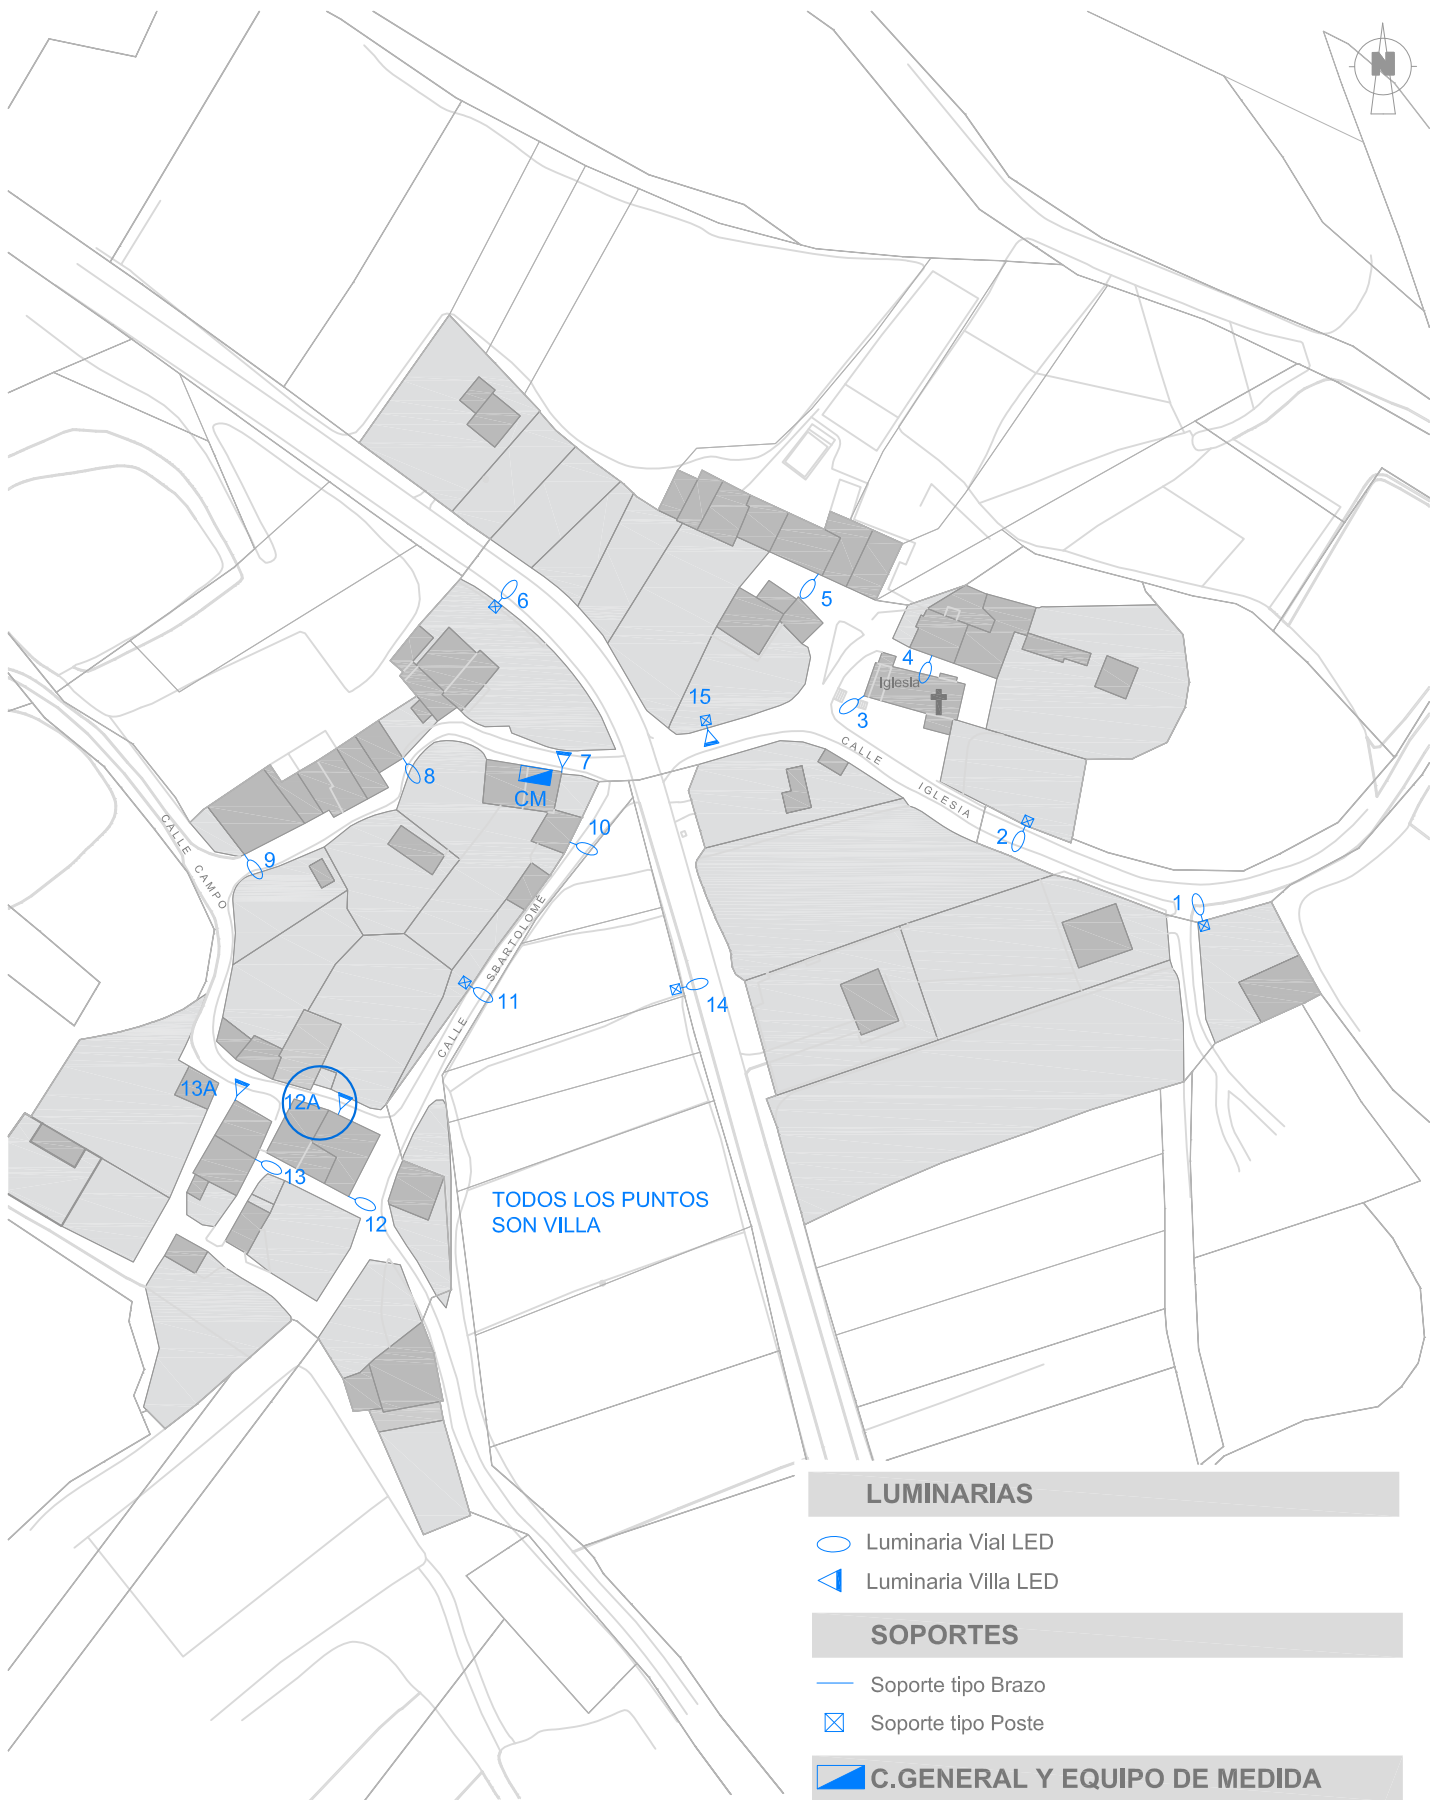 N
6
5
4
Iglesia
15
3
CALLE IGLESIA
7
8
CM
10
2
9
CALLE CAMPO
1
CALLE S.BARTOLOMÉ
11
14
13A
12A
13
12
TODOS LOS PUNTOS
SON VILLA
LUMINARIAS
Luminaria Vial LED
Luminaria Villa LED
SOPORTES
Soporte tipo Brazo
Soporte tipo Poste
C.GENERAL Y EQUIPO DE MEDIDA